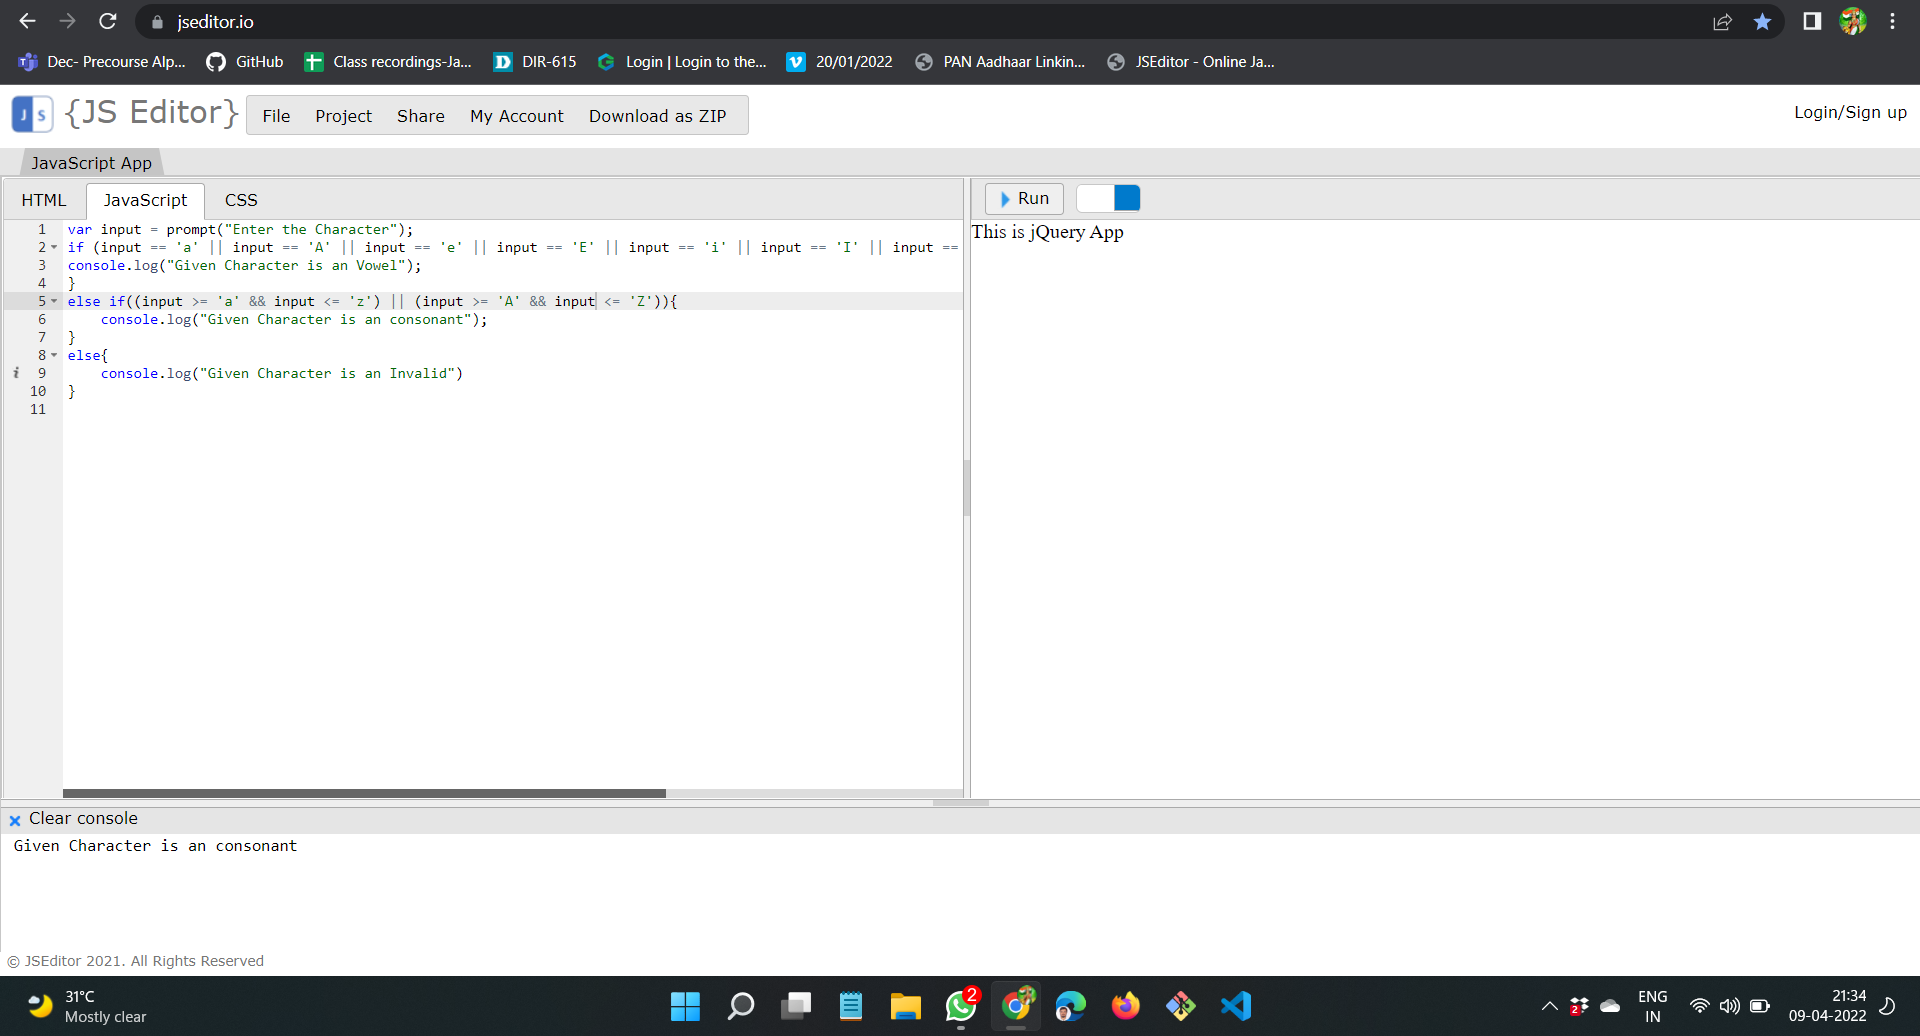 jseditor.io
Dec- Precourse Alp... GitHub Class recordings-Ja... DIR-615 Login | Login to the... 20/01/2022 PAN Aadhaar Linkin... JSEditor - Online Ja...
JS {JS Editor} File Project Share My Account Download as ZIP Login/Sign up
JavaScript App
HTML JavaScript CSS Run
1 var input = prompt("Enter the Character");
2 if (input == 'a' || input == 'A' || input == 'e' || input == 'E' || input == 'i' || input == 'I' || input ==
3 console.log("Given Character is an Vowel");
4 }
5 else if((input >= 'a' && input <= 'z') || (input >= 'A' && input <= 'Z')){
6 console.log("Given Character is an consonant");
7 }
8 else{
9 console.log("Given Character is an Invalid")
10 }
11
This is jQuery App
Clear console
Given Character is an consonant
© JSEditor 2021. All Rights Reserved
31°C
Mostly clear
2
2
ENG
IN
21:34
09-04-2022